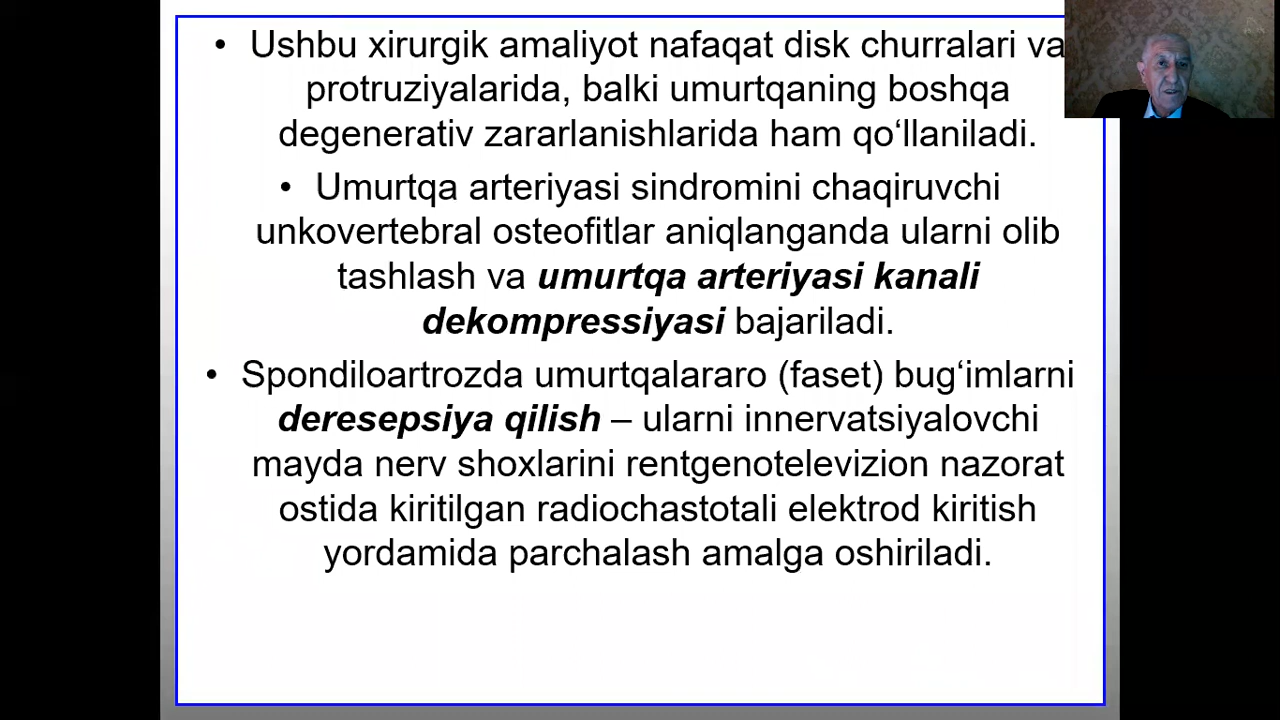 • Ushbu xirurgik amaliyot nafaqat disk churralari va
protruziyalarida, balki umurtqaning boshqa
degenerativ zararlanishlarida ham qo‘llaniladi.
• Umurtqa arteriyasi sindromini chaqiruvchi
unkovertebral osteofitlar aniqlanganda ularni olib
tashlash va umurtqa arteriyasi kanali
dekompressiyasi bajariladi.
• Spondiloartrozda umurtqalararo (faset) bug‘imlarni
deresepsiya qilish – ularni innervatsiyalovchi
mayda nerv shoxlarini rentgenotelevizion nazorat
ostida kiritilgan radiochastotali elektrod kiritish
yordamida parchalash amalga oshiriladi.